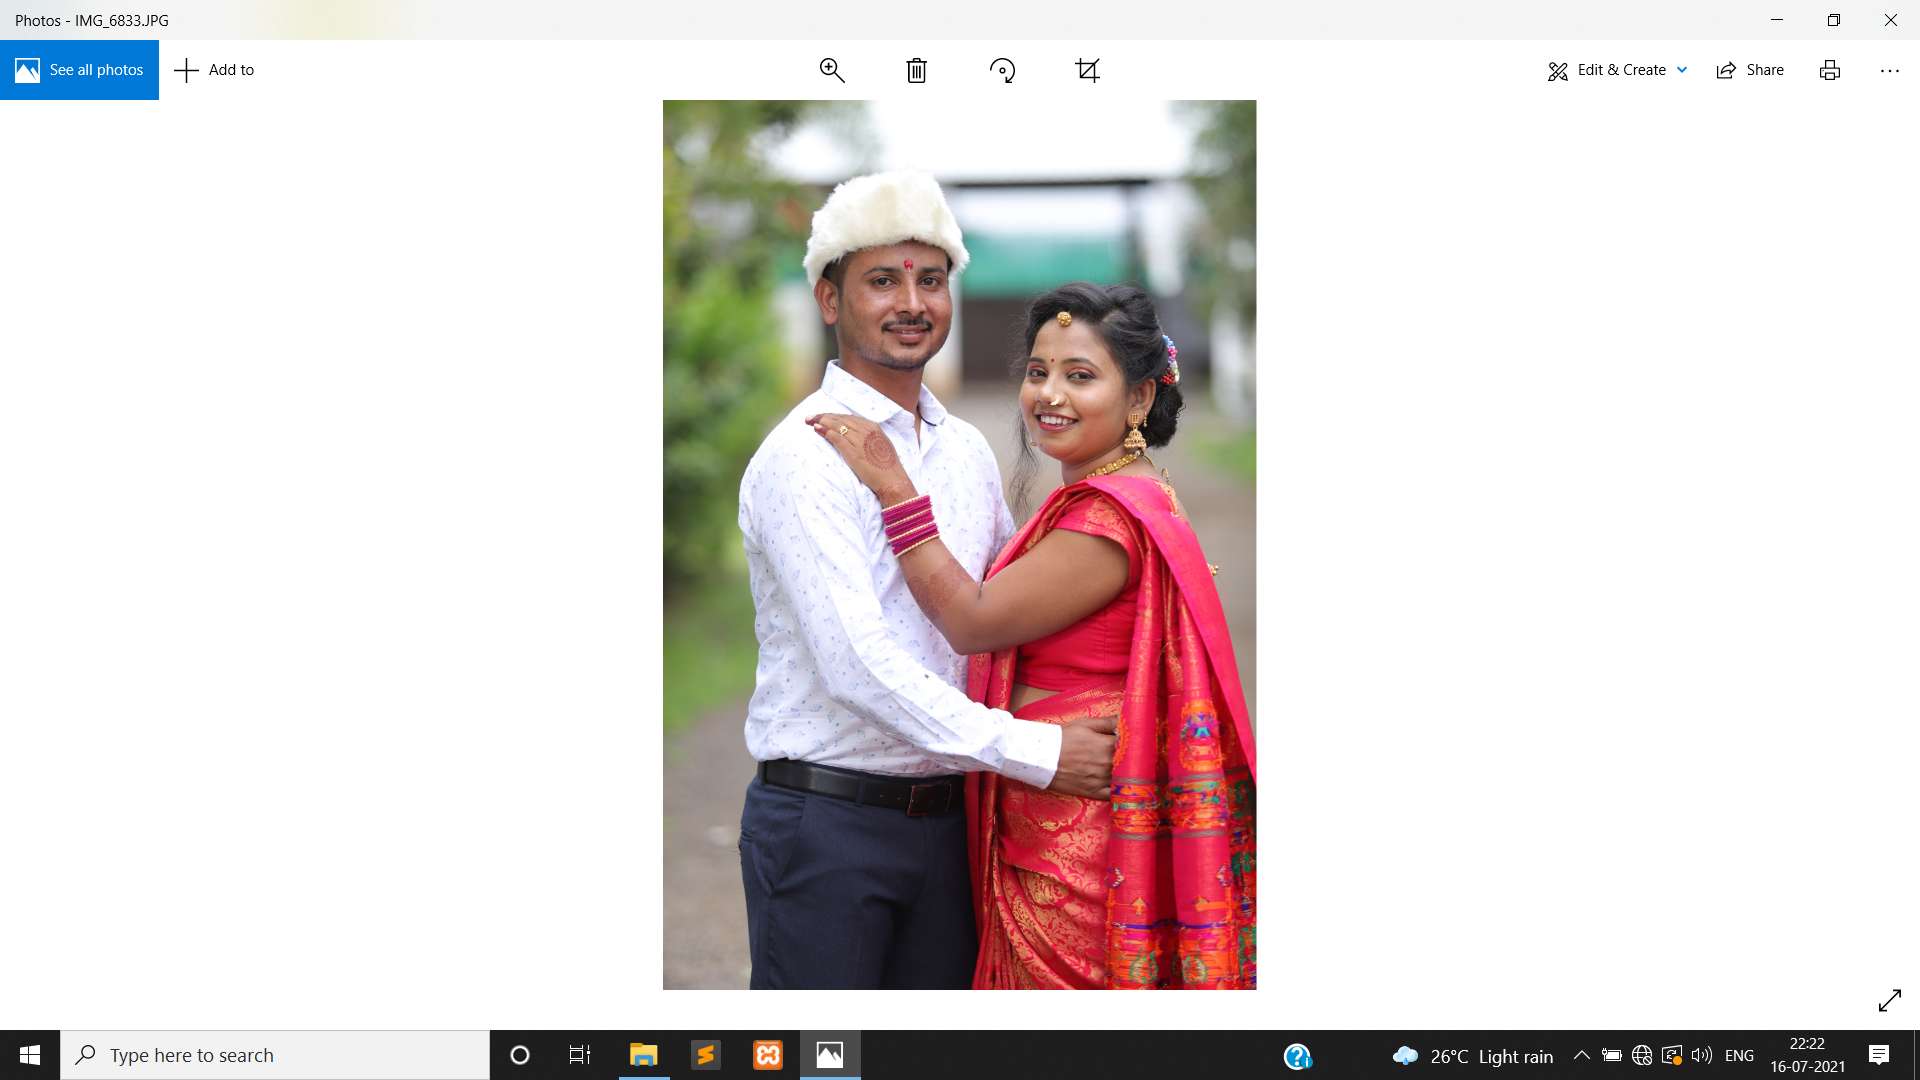 Photos - IMG_6833.JPG
See all photos
Add to
Edit & Create
Share
Type here to search
26°C Light rain
ENG
22:22
16-07-2021